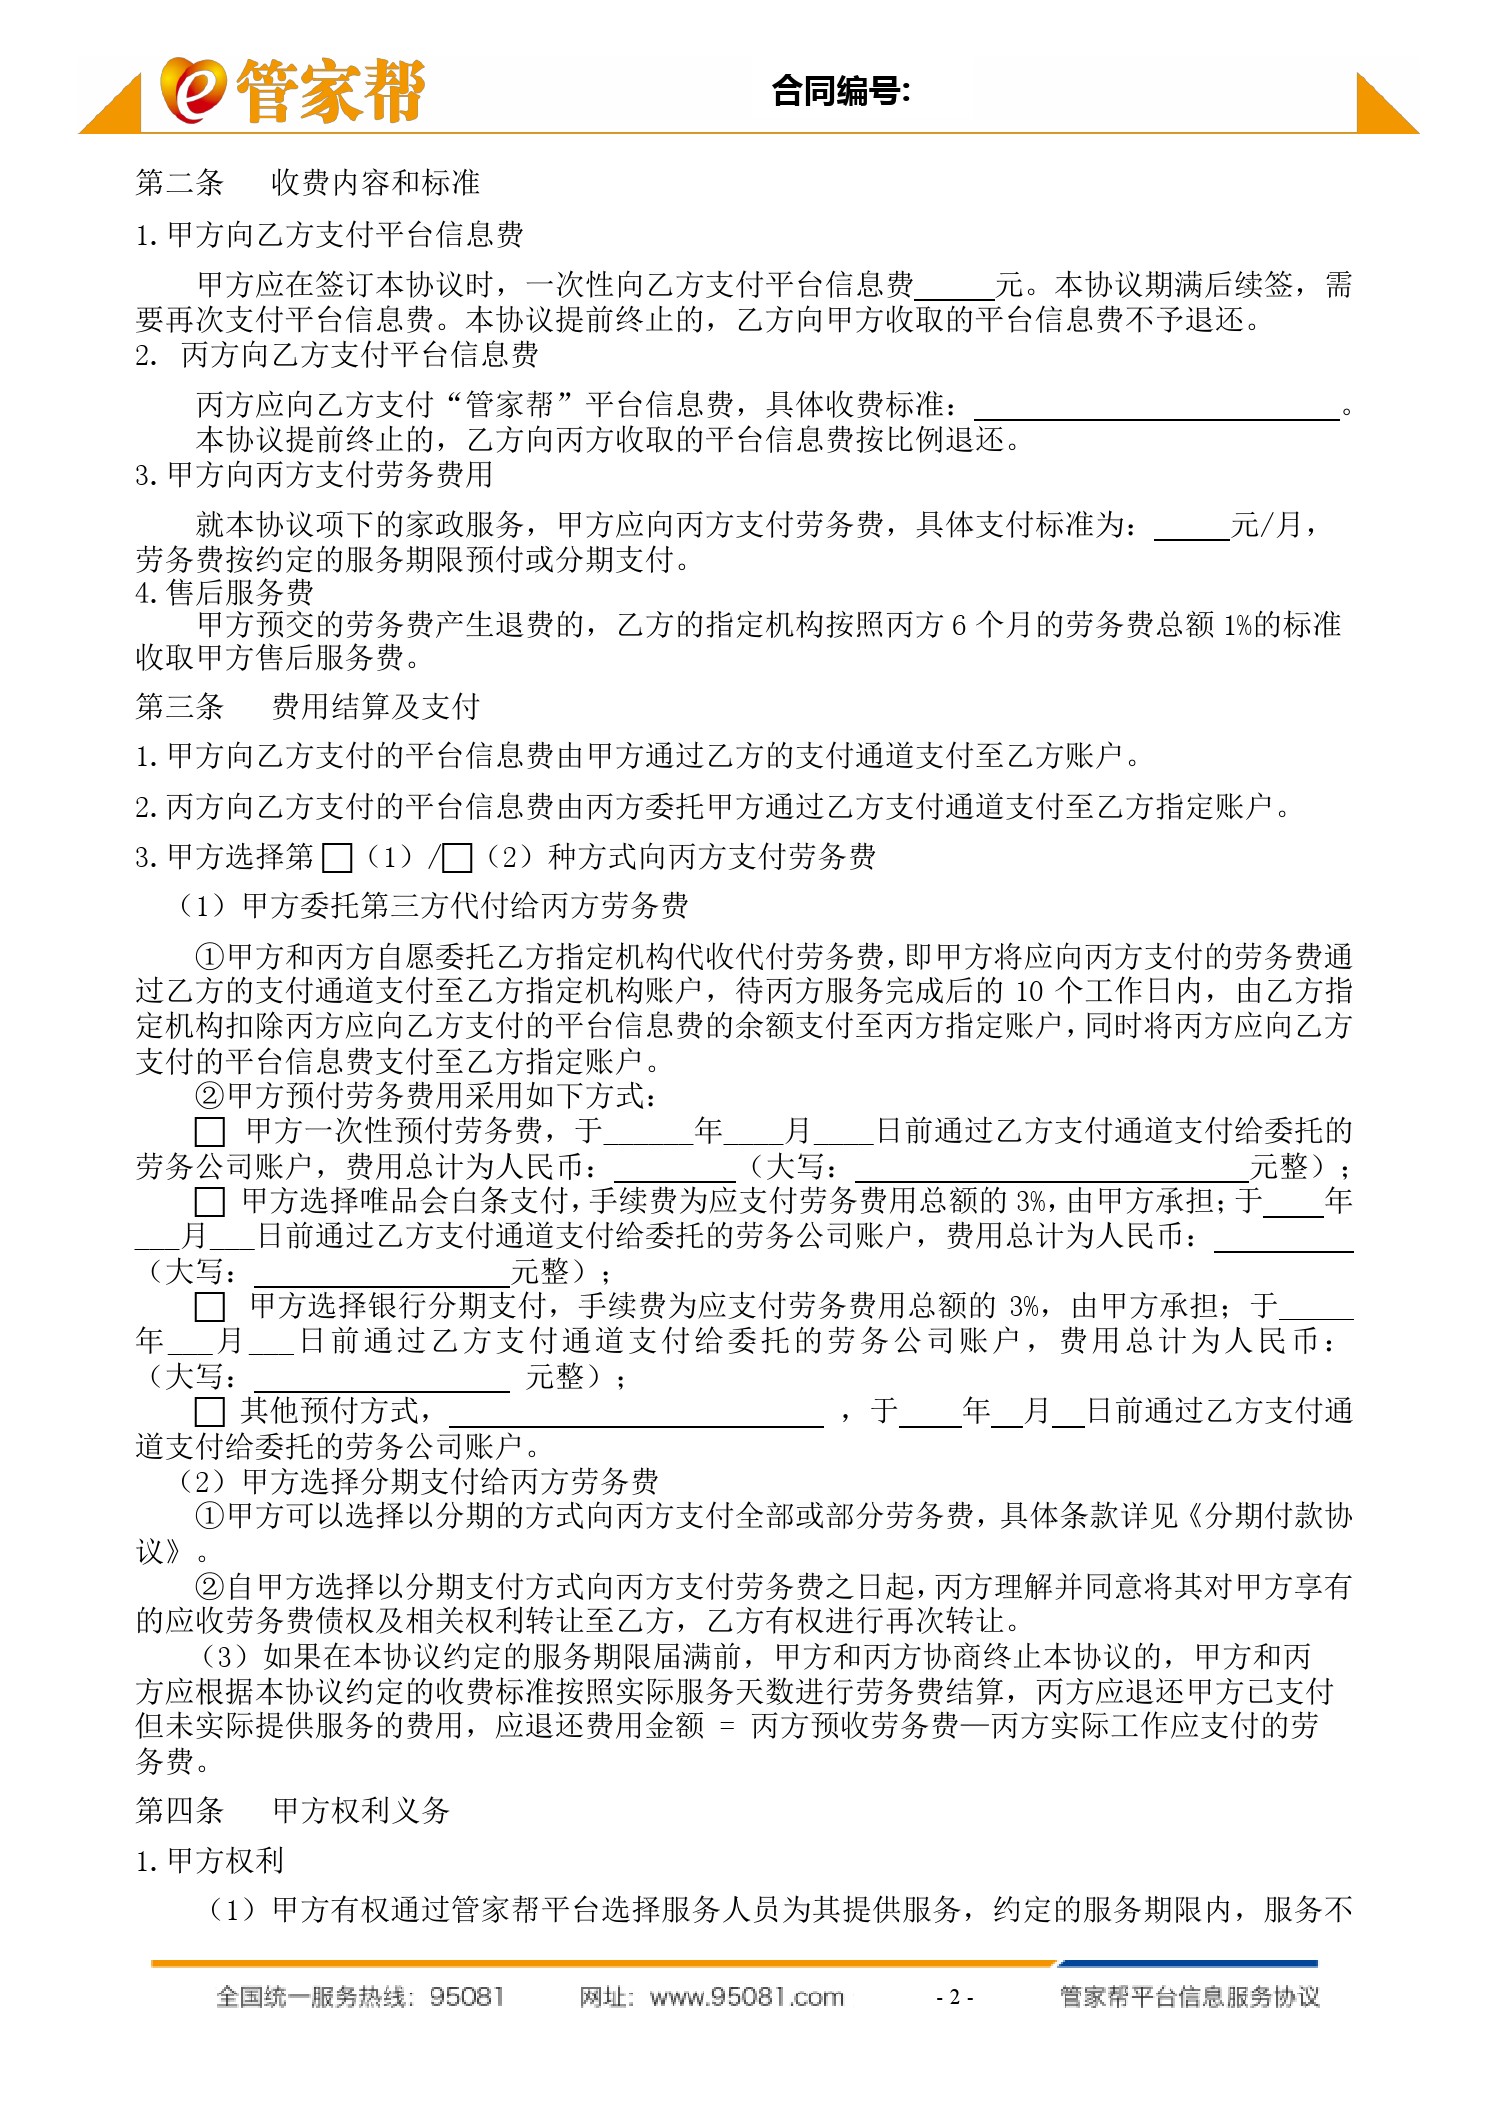 管家帮
合同编号:
第二条 收费内容和标准
1.甲方向乙方支付平台信息费
甲方应在签订本协议时，一次性向乙方支付平台信息费_____元。本协议期满后续签，需
要再次支付平台信息费。本协议提前终止的，乙方向甲方收取的平台信息费不予退还。
2. 丙方向乙方支付平台信息费
丙方应向乙方支付“管家帮”平台信息费，具体收费标准：________________________。
本协议提前终止的，乙方向丙方收取的平台信息费按比例退还。
3.甲方向丙方支付劳务费用
就本协议项下的家政服务，甲方应向丙方支付劳务费，具体支付标准为：_____元/月，
劳务费按约定的服务期限预付或分期支付。
4.售后服务费
甲方预交的劳务费产生退费的，乙方的指定机构按照丙方 6 个月的劳务费总额 1%的标准
收取甲方售后服务费。
第三条 费用结算及支付
1.甲方向乙方支付的平台信息费由甲方通过乙方的支付通道支付至乙方账户。
2.丙方向乙方支付的平台信息费由丙方委托甲方通过乙方支付通道支付至乙方指定账户。
3.甲方选择第□（1）/□（2）种方式向丙方支付劳务费
（1）甲方委托第三方代付给丙方劳务费
①甲方和丙方自愿委托乙方指定机构代收代付劳务费，即甲方将应向丙方支付的劳务费通
过乙方的支付通道支付至乙方指定机构账户，待丙方服务完成后的 10 个工作日内，由乙方指
定机构扣除丙方应向乙方支付的平台信息费的余额支付至丙方指定账户，同时将丙方应向乙方
支付的平台信息费支付至乙方指定账户。
②甲方预付劳务费用采用如下方式：
□ 甲方一次性预付劳务费，于______年____月____日前通过乙方支付通道支付给委托的
劳务公司账户，费用总计为人民币：________（大写：__________________________元整）；
□ 甲方选择唯品会白条支付，手续费为应支付劳务费用总额的 3%，由甲方承担；于____年
___月___日前通过乙方支付通道支付给委托的劳务公司账户，费用总计为人民币：_________
（大写：_________________元整）；
□ 甲方选择银行分期支付，手续费为应支付劳务费用总额的 3%，由甲方承担；于_____
年___月___日前通过乙方支付通道支付给委托的劳务公司账户，费用总计为人民币：
（大写：_________________ 元整）；
□ 其他预付方式，_________________________ ，于____年__月__日前通过乙方支付通
道支付给委托的劳务公司账户。
（2）甲方选择分期支付给丙方劳务费
①甲方可以选择以分期的方式向丙方支付全部或部分劳务费，具体条款详见《分期付款协
议》。
②自甲方选择以分期支付方式向丙方支付劳务费之日起，丙方理解并同意将其对甲方享有
的应收劳务费债权及相关权利转让至乙方，乙方有权进行再次转让。
（3）如果在本协议约定的服务期限届满前，甲方和丙方协商终止本协议的，甲方和丙
方应根据本协议约定的收费标准按照实际服务天数进行劳务费结算，丙方应退还甲方已支付
但未实际提供服务的费用，应退还费用金额 = 丙方预收劳务费—丙方实际工作应支付的劳
务费。
第四条 甲方权利义务
1.甲方权利
（1）甲方有权通过管家帮平台选择服务人员为其提供服务，约定的服务期限内，服务不
全国统一服务热线：95081 网址：www.95081.com - 2 - 管家帮平台信息服务协议